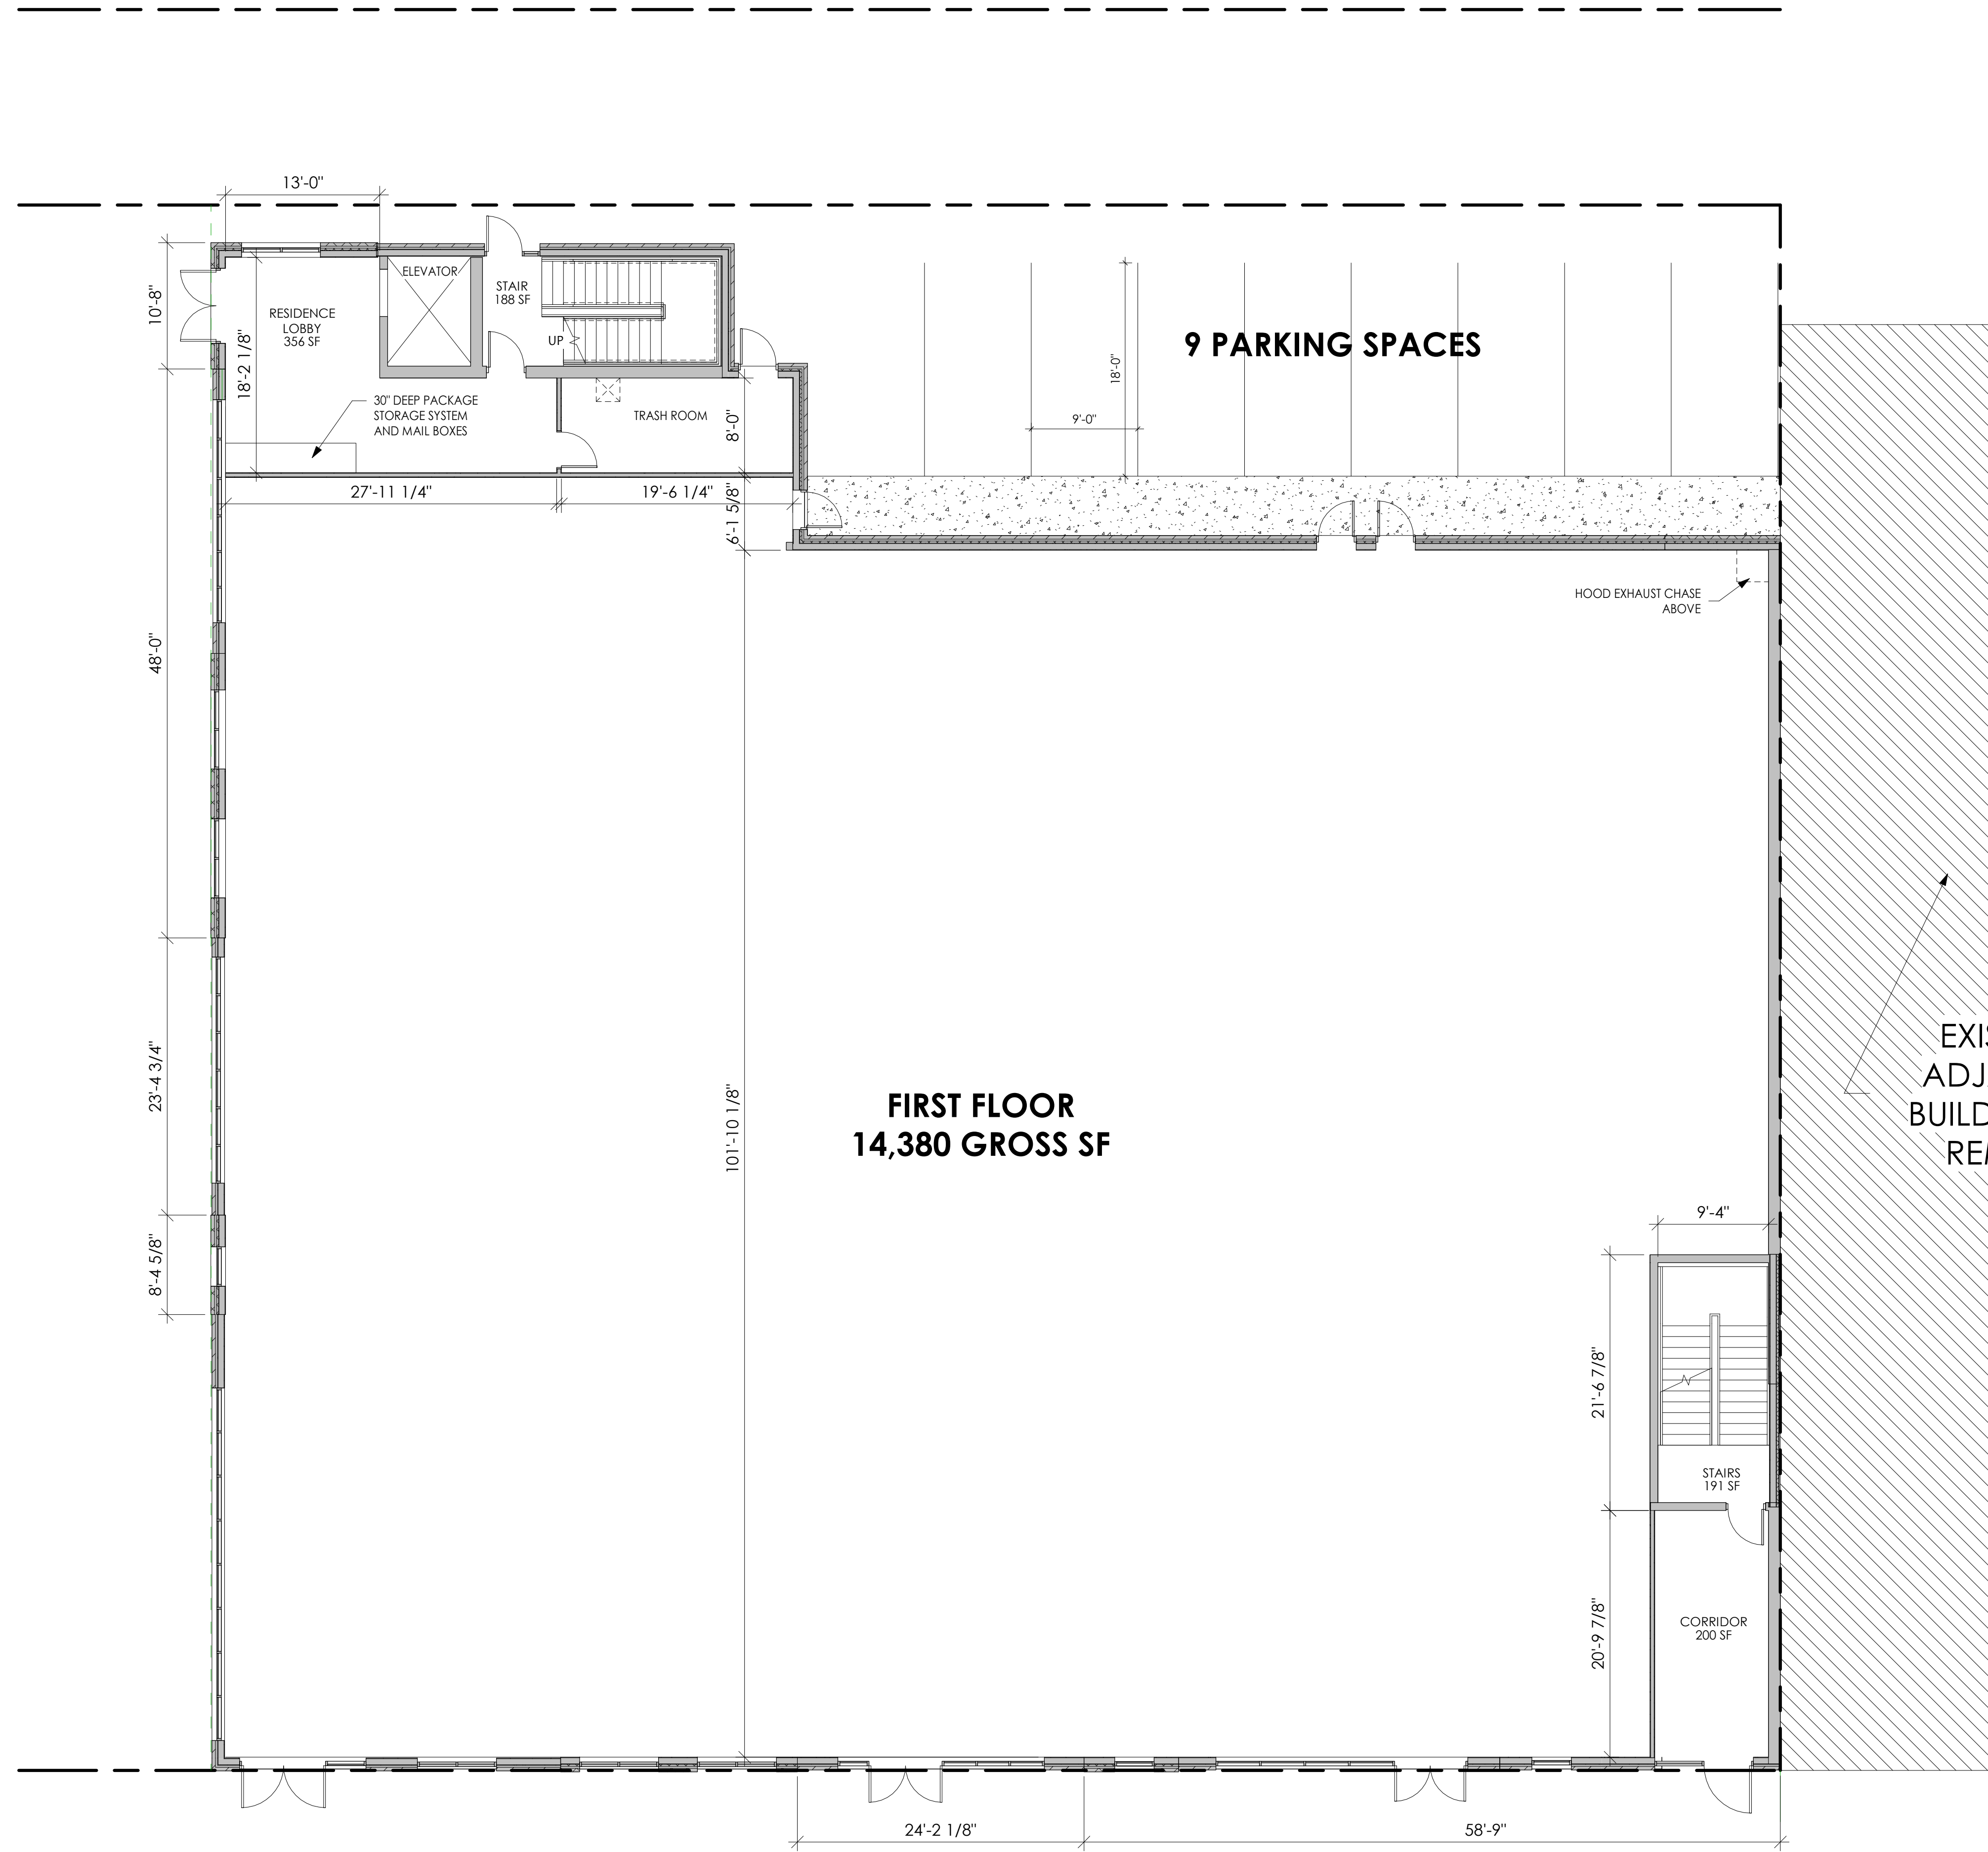 13'-0"
10'-8"
ELEVATOR
STAIR
188 SF
RESIDENCE
LOBBY
356 SF
18'-2 1/8"
UP
9 PARKING SPACES
18'-0"
9'-0"
30" DEEP PACKAGE
STORAGE SYSTEM
AND MAIL BOXES
TRASH ROOM
8'-0"
27'-11 1/4"
19'-6 1/4"
6'-1 5/8"
HOOD EXHAUST CHASE
ABOVE
48'-0"
23'-4 3/4"
101'-10 1/8"
FIRST FLOOR
14,380 GROSS SF
EXIS
ADJ
BUILD
REM
8'-4 5/8"
9'-4"
21'-6 7/8"
STAIRS
191 SF
20'-9 7/8"
CORRIDOR
200 SF
24'-2 1/8"
58'-9"